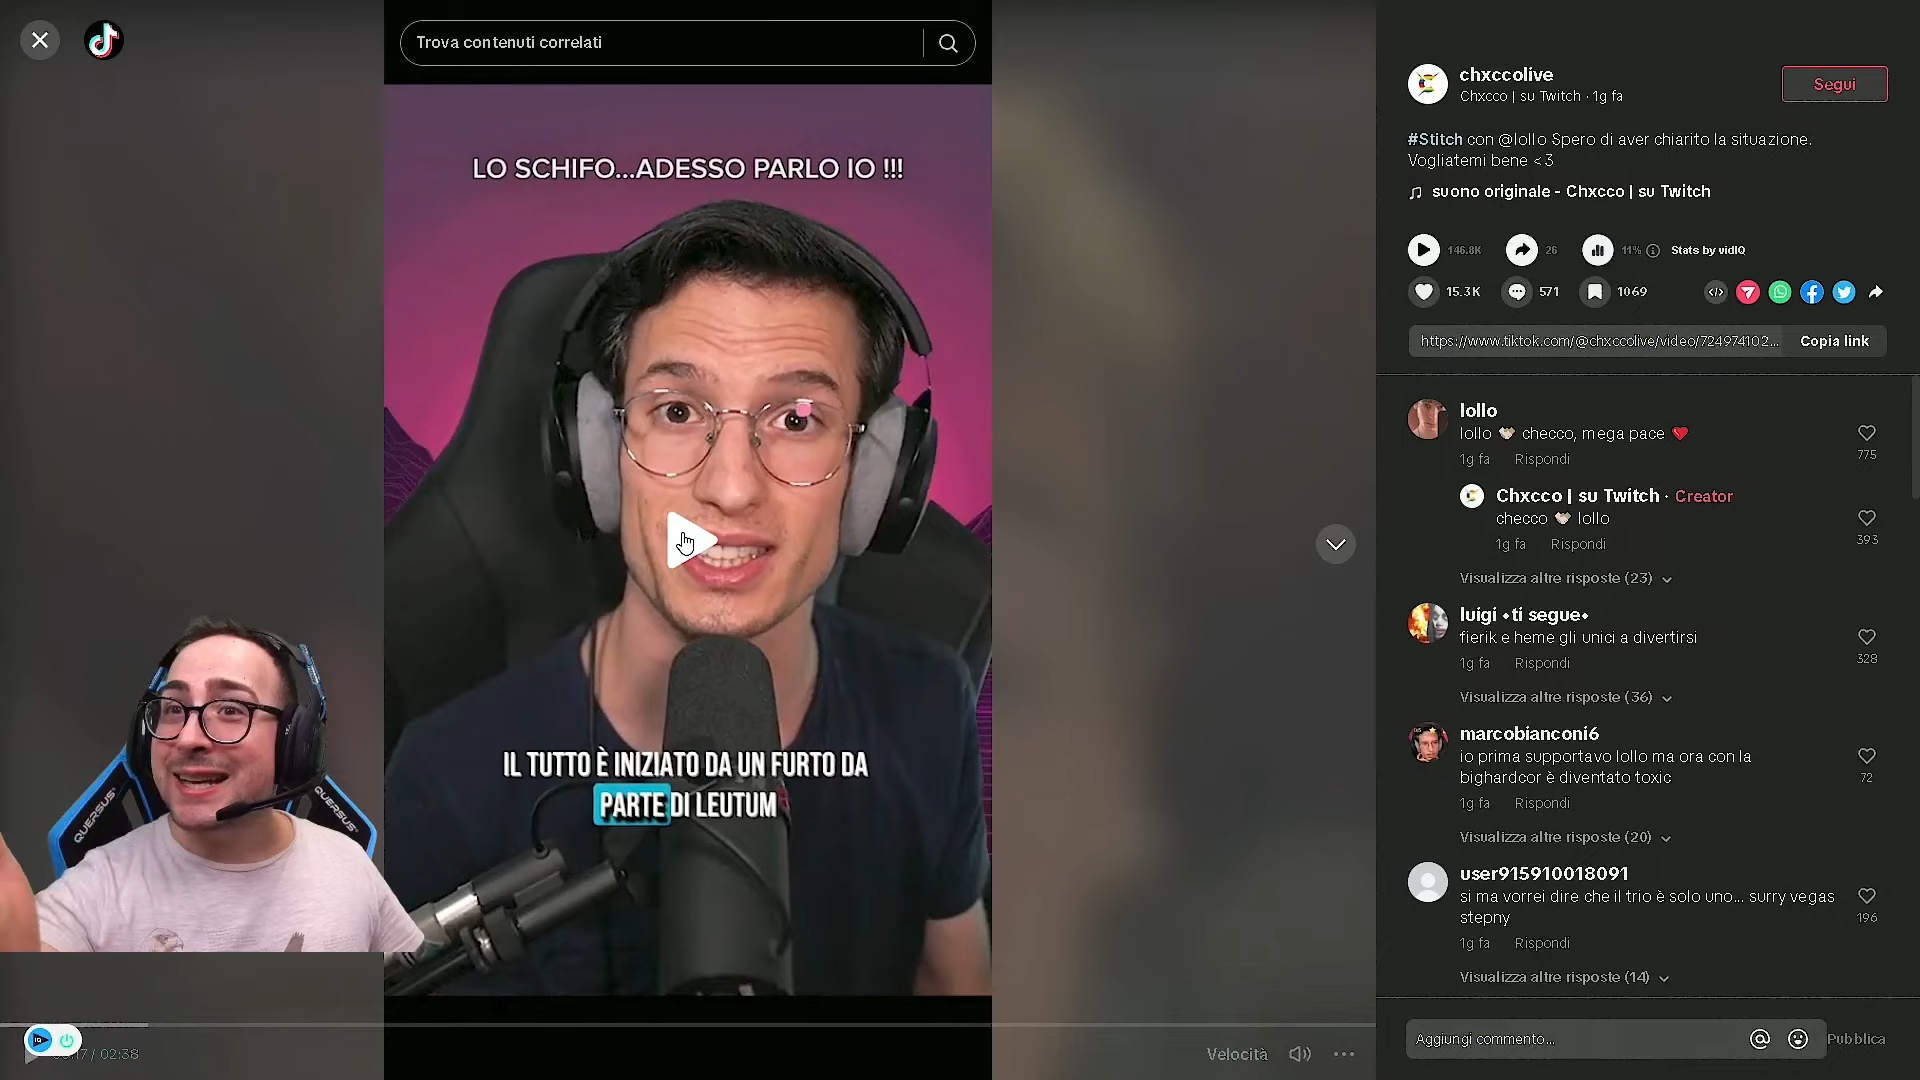 Trova contenuti correlati
LO SCHIFO...ADESSO PARLO IO !!!
IL TUTTO È INIZIATO DA UN FURTO DA
PARTE DI LEUTUM
QUERSUS
QUERSUS
/ 02:38
Velocità
chxccolive
Chxcco | su Twitch · 1g fa
Segui
#Stitch con @lollo Spero di aver chiarito la situazione.
Vogliatemi bene <3
suono originale - Chxcco | su Twitch
146.8K 26 11% Stats by vidIQ
15.3K 571 1069
https://www.tiktok.com/@chxccolive/video/724974102... Copia link
lollo
lollo 🤝 checco, mega pace ❤️
1g fa Rispondi
775
Chxcco | su Twitch · Creator
checco 🤝 lollo
1g fa Rispondi
393
Visualizza altre risposte (23)
luigi •ti segue•
fierik e heme gli unici a divertirsi
1g fa Rispondi
328
Visualizza altre risposte (36)
marcobianconi6
io prima supportavo lollo ma ora con la
bighardcor è diventato toxic
1g fa Rispondi
72
Visualizza altre risposte (20)
user915910018091
si ma vorrei dire che il trio è solo uno... surry vegas
stepny
1g fa Rispondi
196
Visualizza altre risposte (14)
Aggiungi commento...
Pubblica